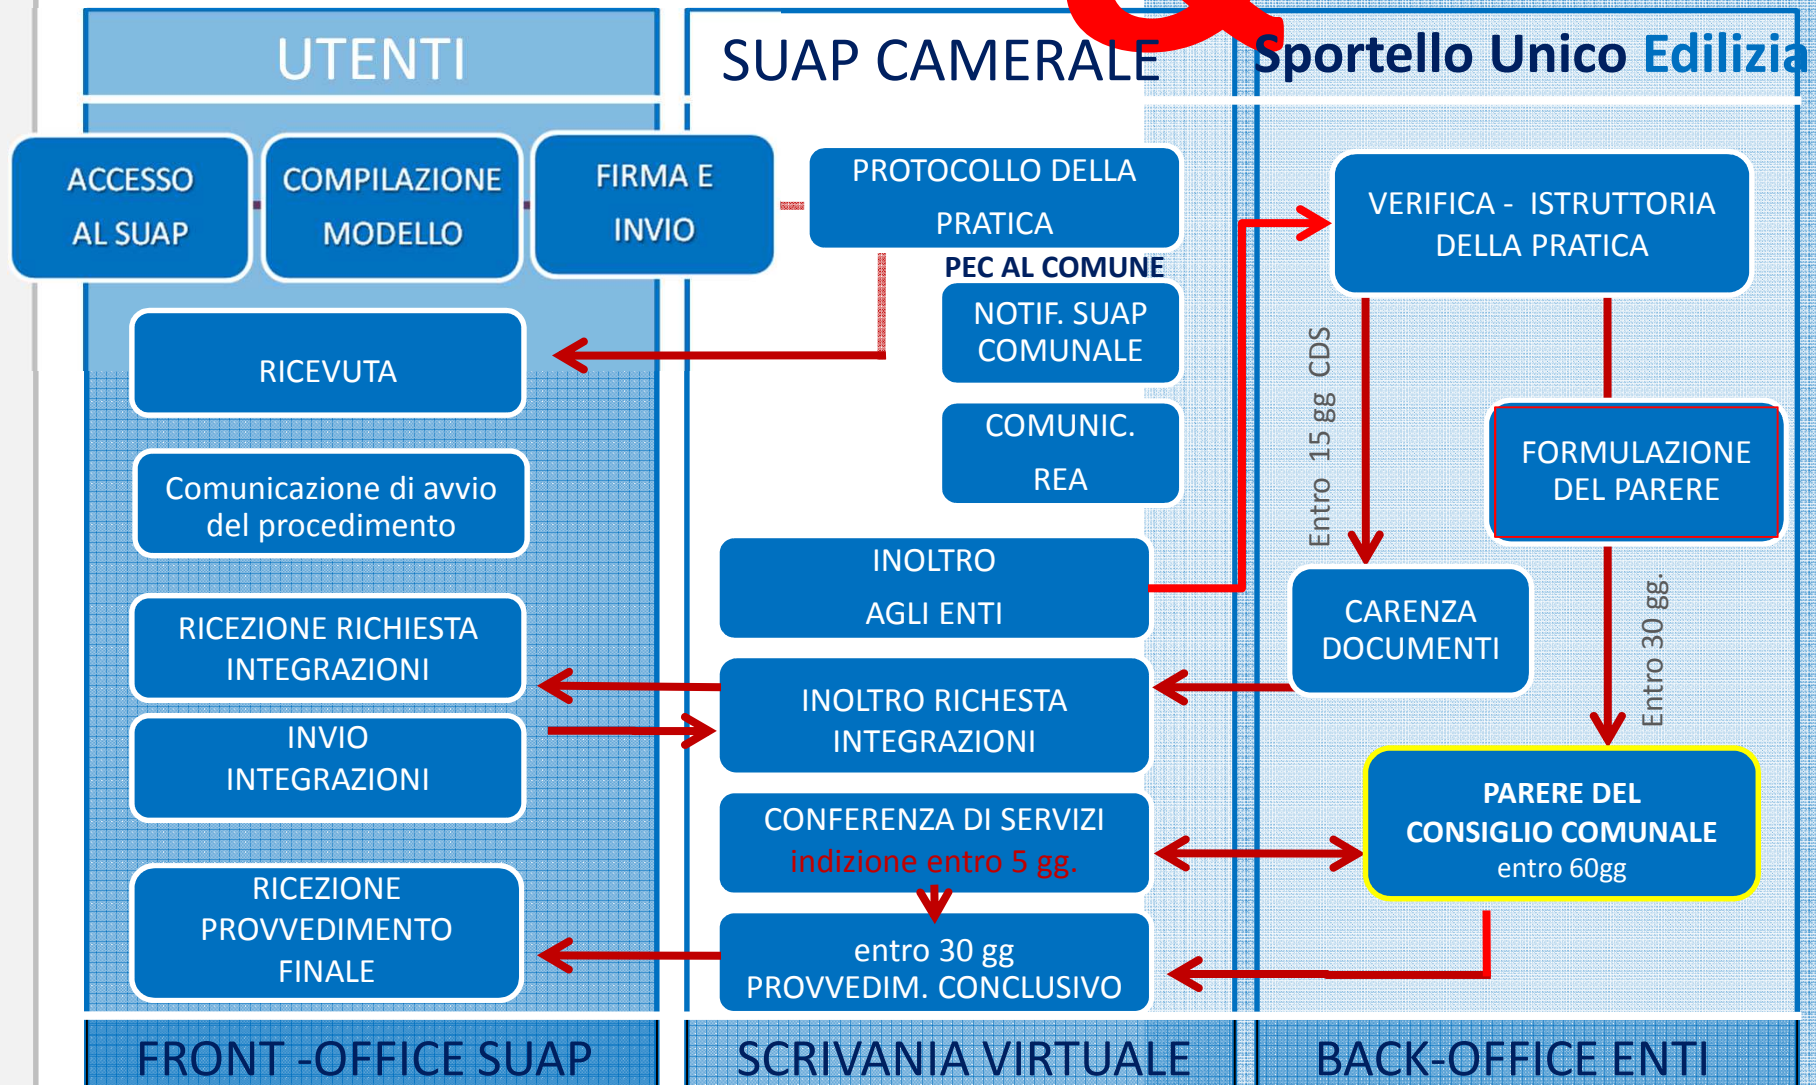 UTENTI
SUAP CAMERALE
Sportello Unico Edilizia
ACCESSO
AL SUAP
COMPILAZIONE
MODELLO
FIRMA E
INVIO
PROTOCOLLO DELLA
PRATICA
PEC AL COMUNE
NOTIF. SUAP
COMUNALE
COMUNIC.
REA
INOLTRO
AGLI ENTI
INOLTRO RICHESTA
INTEGRAZIONI
CONFERENZA DI SERVIZI
indizione entro 5 gg.
entro 30 gg
PROVVEDIM. CONCLUSIVO
RICEVUTA
Comunicazione di avvio
del procedimento
RICEZIONE RICHIESTA
INTEGRAZIONI
INVIO
INTEGRAZIONI
RICEZIONE
PROVVEDIMENTO
FINALE
VERIFICA - ISTRUTTORIA
DELLA PRATICA
Entro 15 gg CDS
FORMULAZIONE
DEL PARERE
CARENZA
DOCUMENTI
Entro 30 gg.
PARERE DEL
CONSIGLIO COMUNALE
entro 60gg
FRONT -OFFICE SUAP
SCRIVANIA VIRTUALE
BACK-OFFICE ENTI